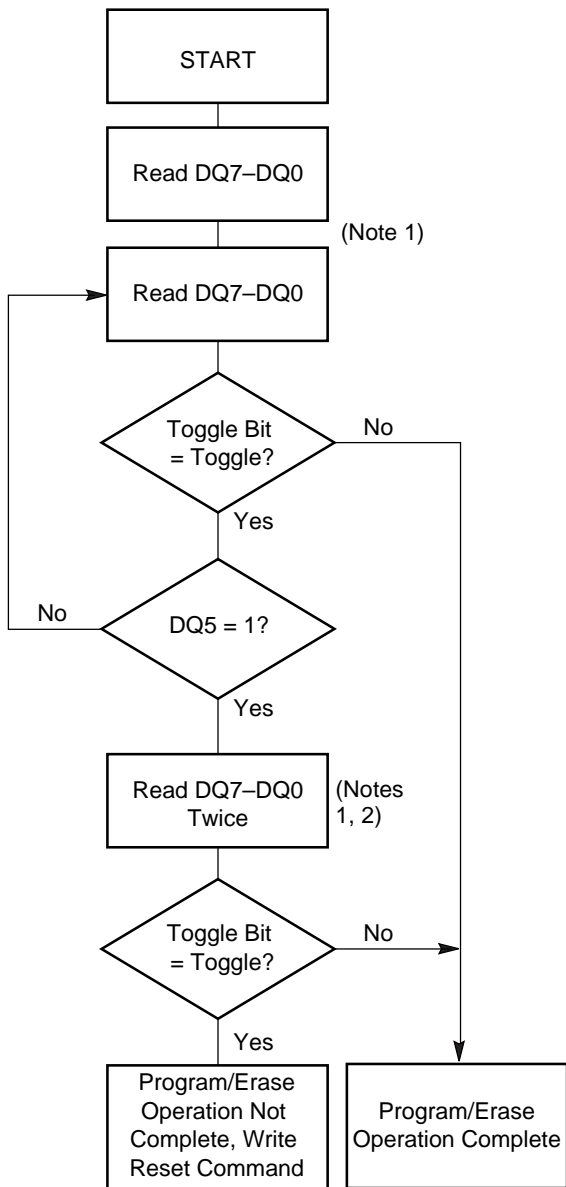 START
Read DQ7–DQ0
(Note 1)
Read DQ7–DQ0
Toggle Bit
= Toggle?
No
Yes
No
DQ5 = 1?
Yes
Read DQ7–DQ0
Twice
(Notes
1, 2)
Toggle Bit
= Toggle?
No
Yes
Program/Erase
Operation Not
Complete, Write
Reset Command
Program/Erase
Operation Complete